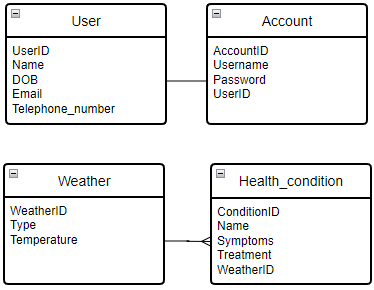 User
UserID
Name
DOB
Email
Telephone_number
Account
AccountID
Username
Password
UserID
Weather
WeatherID
Type
Temperature
Health_condition
ConditionID
Name
Symptoms
Treatment
WeatherID